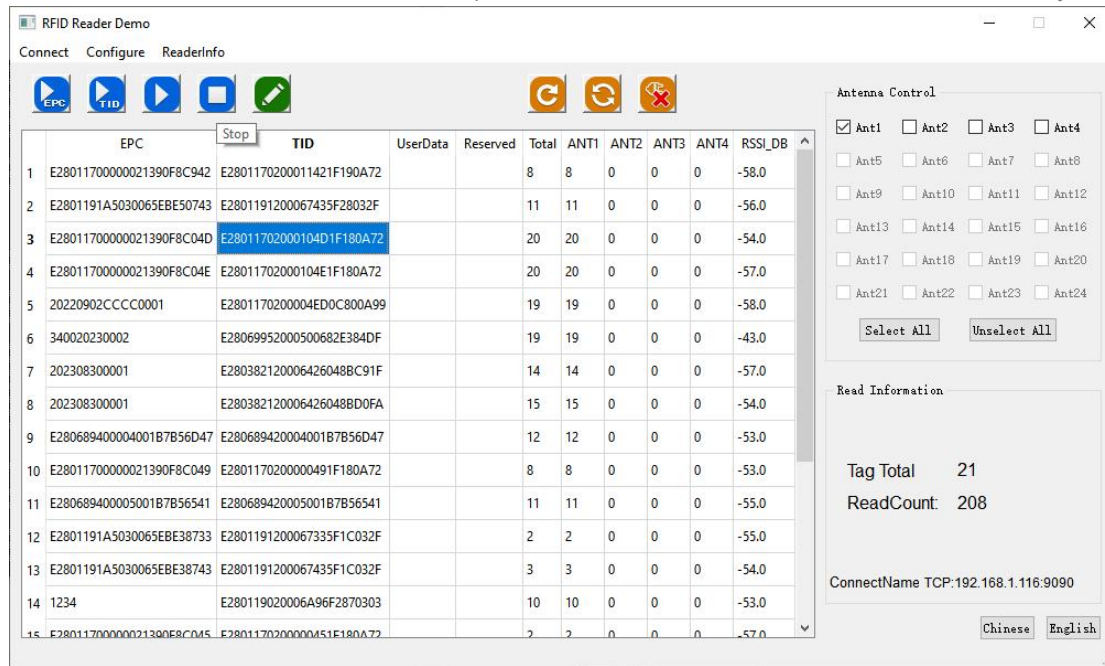 RFID Reader Demo
Connect Configure ReaderInfo
EPC TID
Stop
EPC TID UserData Reserved Total ANT1 ANT2 ANT3 ANT4 RSSI_DB
1 E28011700000021390F8C942 E2801170200011421F190A72 8 8 0 0 0 -58.0
2 E2801191A5030065EBE50743 E2801191200067435F28032F 11 11 0 0 0 -56.0
3 E28011700000021390F8C04D E28011702000104D1F180A72 20 20 0 0 0 -54.0
4 E28011700000021390F8C04E E28011702000104E1F180A72 20 20 0 0 0 -57.0
5 20220902CCCC0001 E2801170200004ED0C800A99 19 19 0 0 0 -58.0
6 340020230002 E28069952000500682E384DF 19 19 0 0 0 -43.0
7 202308300001 E280382120006426048BC91F 14 14 0 0 0 -57.0
8 202308300001 E280382120006426048BD0FA 15 15 0 0 0 -54.0
9 E280689400004001B7B56D47 E280689420004001B7B56D47 12 12 0 0 0 -53.0
10 E28011700000021390F8C049 E2801170200000491F180A72 8 8 0 0 0 -53.0
11 E280689400005001B7B56541 E280689420005001B7B56541 11 11 0 0 0 -55.0
12 E2801191A5030065EBE38733 E2801191200067335F1C032F 2 2 0 0 0 -55.0
13 E2801191A5030065EBE38743 E2801191200067435F1C032F 3 3 0 0 0 -54.0
14 1234 E280119020006A96F2870303 10 10 0 0 0 -53.0
15 E28011700000021390F8C045 E2801170200000451F180A72 2 2 0 0 0 -57.0
Antenna Control
Ant1 Ant2 Ant3 Ant4
Ant5 Ant6 Ant7 Ant8
Ant9 Ant10 Ant11 Ant12
Ant13 Ant14 Ant15 Ant16
Ant17 Ant18 Ant19 Ant20
Ant21 Ant22 Ant23 Ant24
Select All Unselect All
Read Information
Tag Total 21
ReadCount: 208
ConnectName TCP:192.168.1.116:9090
Chinese English